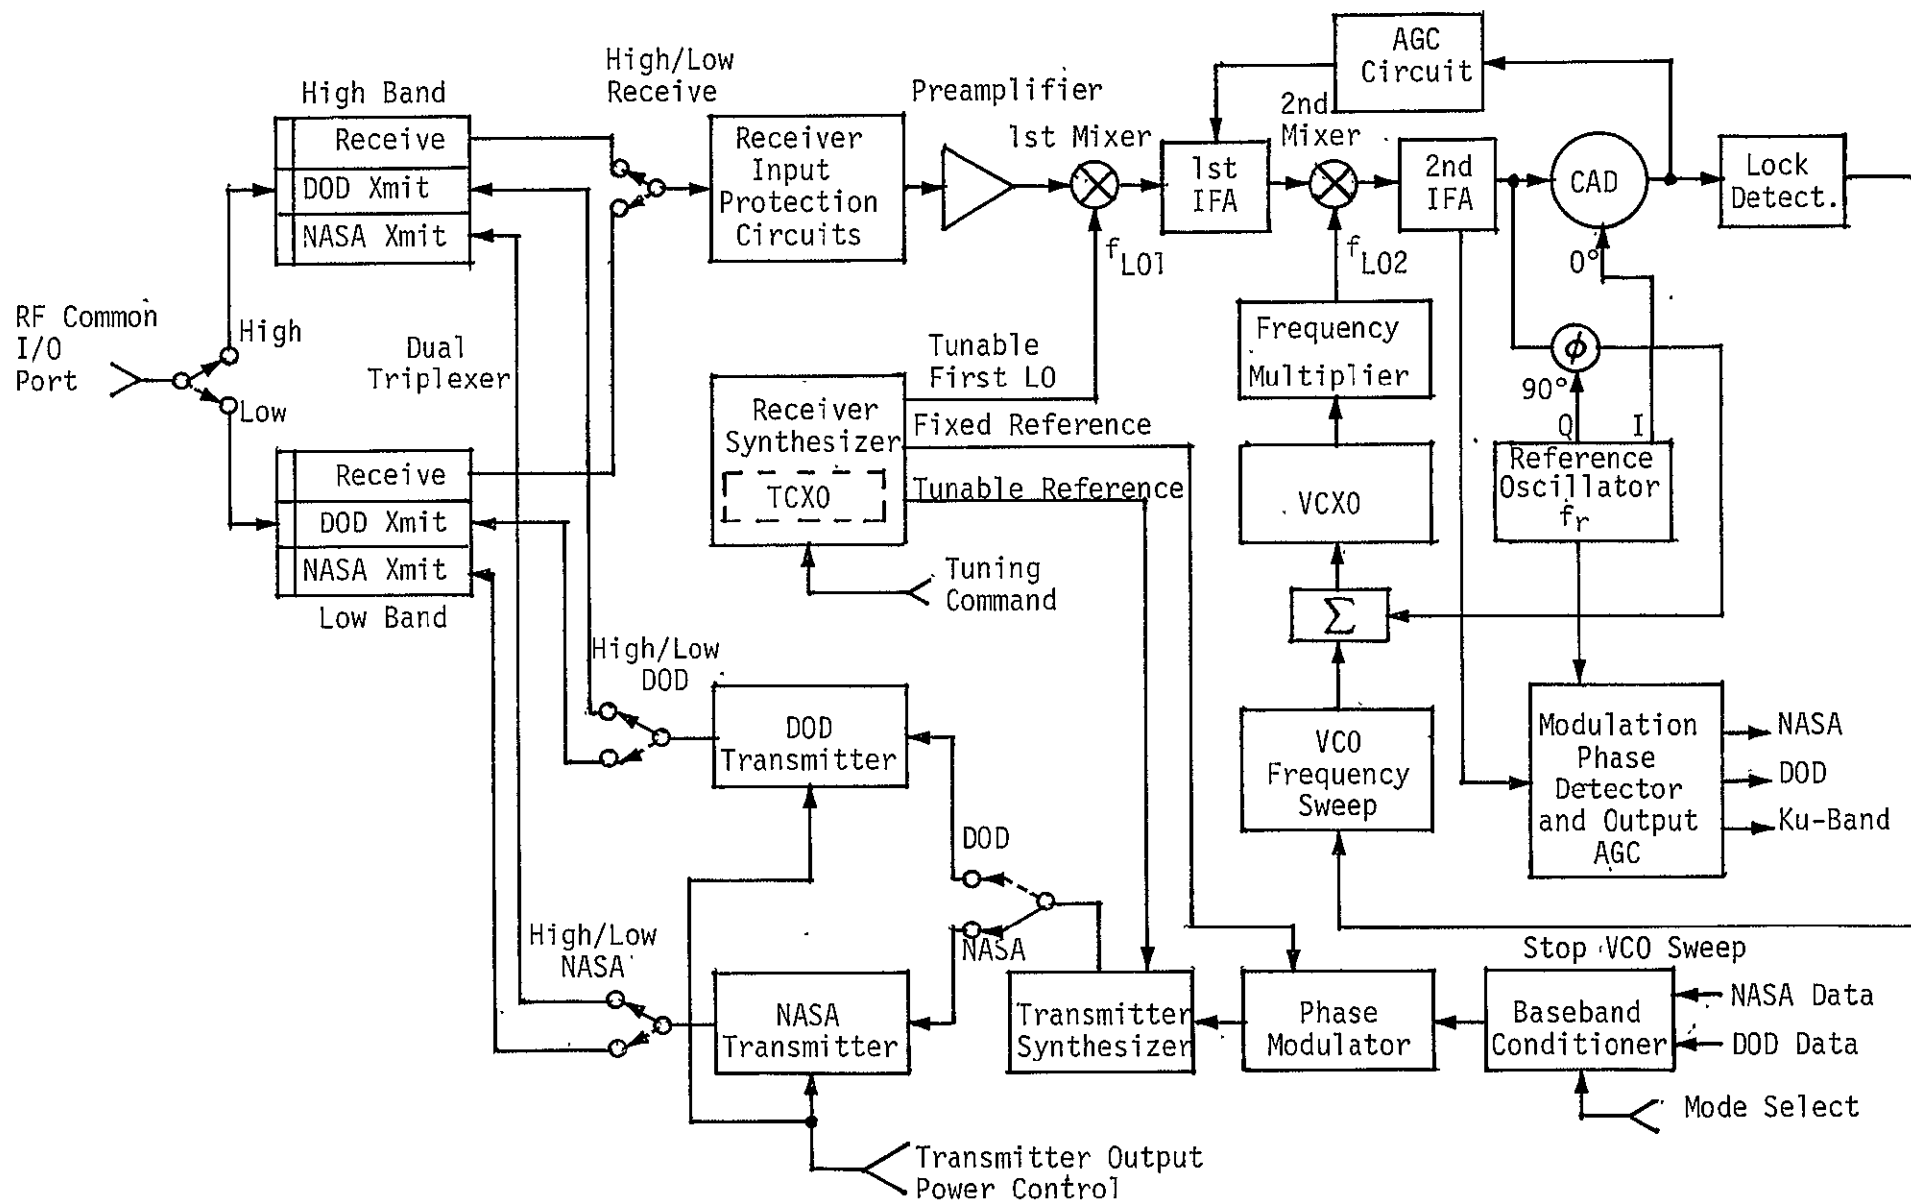 High Band
Receive
DOD Xmit
NASA Xmit
RF Common
I/O
Port
High
Low
Dual
Triplexer
Receive
DOD Xmit
NASA Xmit
Low Band
High/Low
Receive
Receiver
Input
Protection
Circuits
Preamplifier
1st Mixer
f LO1
1st
IFA
2nd
Mixer
f LO2
2nd
IFA
AGC
Circuit
CAD
0°
Lock
Detect.
ϕ
90°
Q
I
Reference
Oscillator
fr
Frequency
Multiplier
VCXO
Σ
VCO
Frequency
Sweep
Tunable
First LO
Fixed Reference
Tunable Reference
Receiver
Synthesizer
TCXO
Tuning
Command
Modulation
Phase
Detector
and Output
AGC
NASA
DOD
Ku-Band
Stop VCO Sweep
High/Low
DOD
DOD
Transmitter
DOD
NASA
High/Low
NASA
NASA
Transmitter
Transmitter
Synthesizer
Phase
Modulator
Baseband
Conditioner
NASA Data
DOD Data
Mode Select
Transmitter Output
Power Control